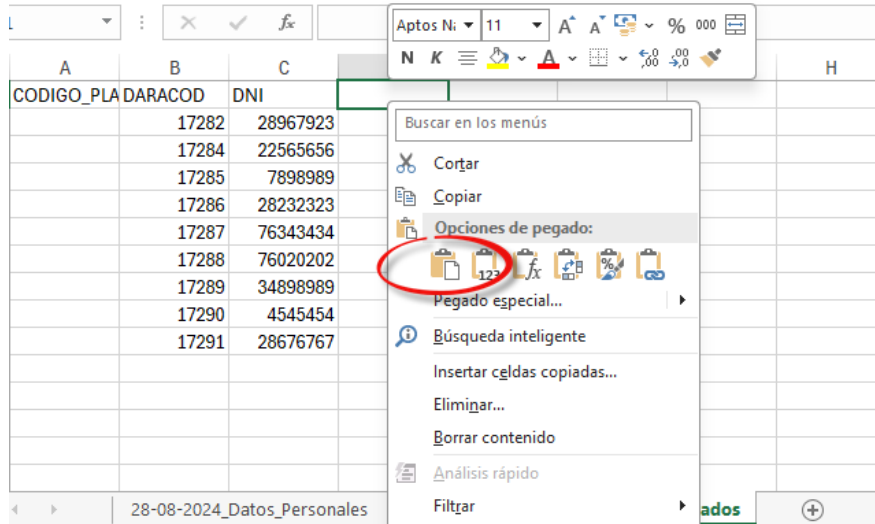 Aptos Na 11 % 000
N K A
A B C H
CODIGO_PLA DARACOD DNI
17282 28967923
17284 22565656
17285 7898989
17286 28232323
17287 76343434
17288 76020202
17289 34898989
17290 4545454
17291 28676767
Buscar en los menús
Cortar
Copiar
Opciones de pegado:
123 fx %
Pegado especial...
Búsqueda inteligente
Insertar celdas copiadas...
Eliminar...
Borrar contenido
Análisis rápido
Filtrar
28-08-2024_Datos_Personales ados